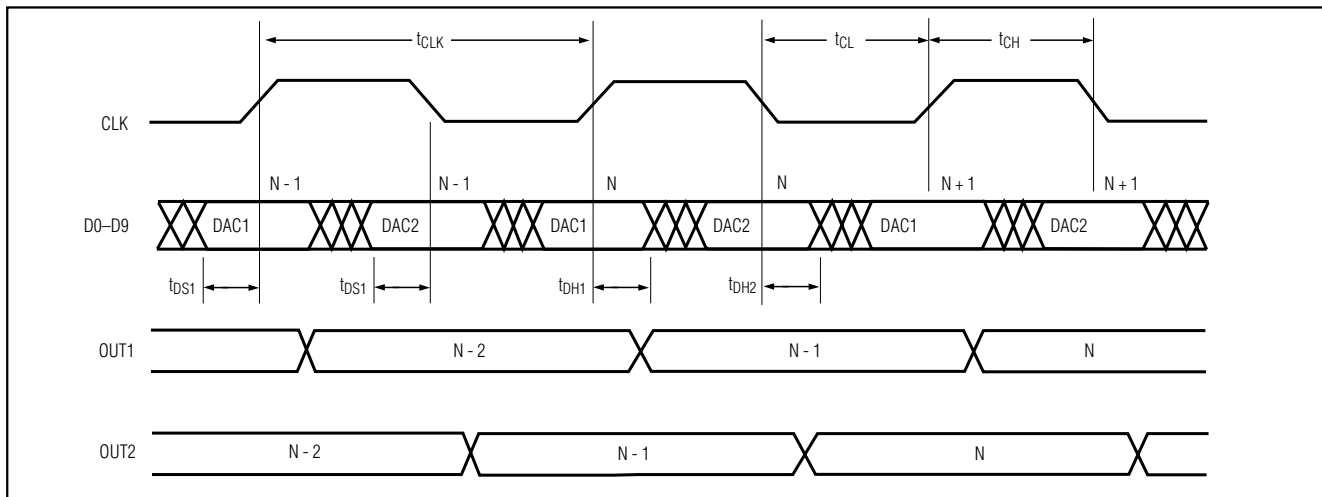 tCLK tCL tCH
CLK
N - 1 N - 1 N N N + 1 N + 1
D0–D9 DAC1 DAC2 DAC1 DAC2 DAC1 DAC2
tDS1 tDS1 tDH1 tDH2
OUT1 N - 2 N - 1 N
OUT2 N - 2 N - 1 N